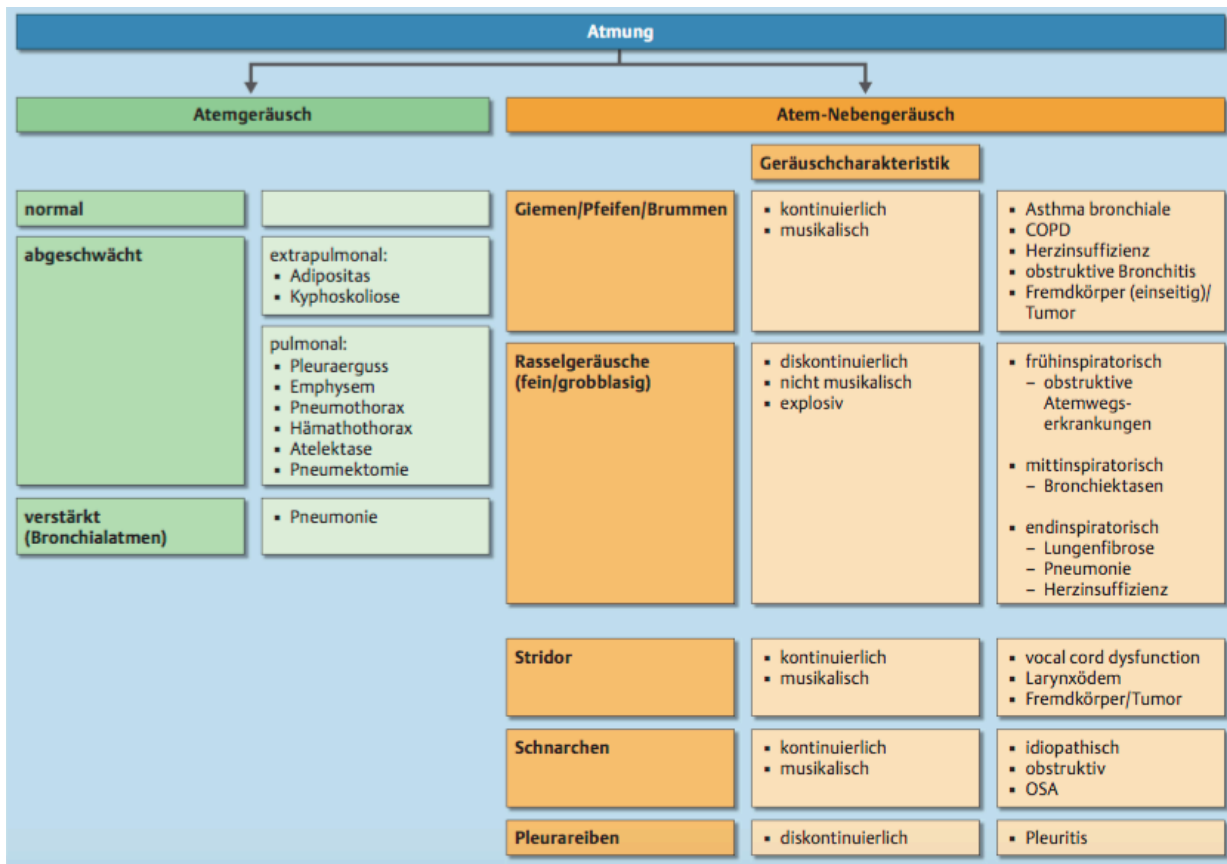 Atmung
Atemgeräusch
Atem-Nebengeräusch
Geräuschcharakteristik
normal
abgeschwächt
extrapulmonal:
▪ Adipositas
▪ Kyphoskoliose
pulmonal:
▪ Pleuraerguss
▪ Emphysem
▪ Pneumothorax
▪ Hämathothorax
▪ Atelektase
▪ Pneumektomie
verstärkt
(Bronchialatmen)
▪ Pneumonie
Giemen/Pfeifen/Brummen
▪ kontinuierlich
▪ musikalisch
▪ Asthma bronchiale
▪ COPD
▪ Herzinsuffizienz
▪ obstruktive Bronchitis
▪ Fremdkörper (einseitig)/
Tumor
Rasselgeräusche
(fein/grobblasig)
▪ diskontinuierlich
▪ nicht musikalisch
▪ explosiv
▪ frühinspiratorisch
– obstruktive
Atemwegs-
erkrankungen
▪ mittinspiratorisch
– Bronchiektasen
▪ endinspiratorisch
– Lungenfibrose
– Pneumonie
– Herzinsuffizienz
Stridor
▪ kontinuierlich
▪ musikalisch
▪ vocal cord dysfunction
▪ Larynxödem
▪ Fremdkörper/Tumor
Schnarchen
▪ kontinuierlich
▪ musikalisch
▪ idiopathisch
▪ obstruktiv
▪ OSA
Pleurareiben
▪ diskontinuierlich
▪ Pleuritis